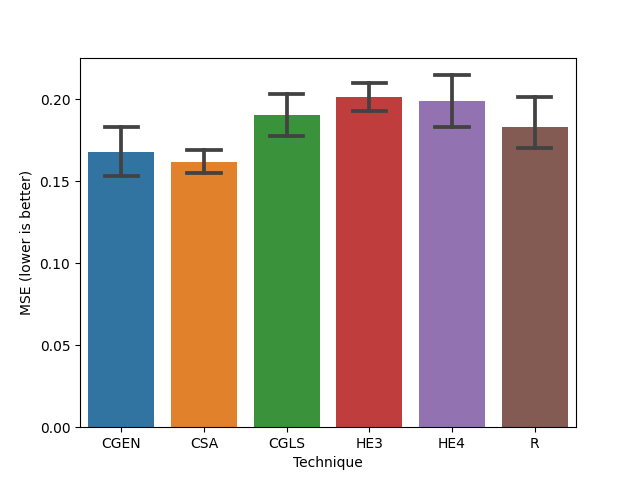 MSE (lower is better)
0.20
0.15
0.10
0.05
0.00
CGEN CSA CGLS HE3 HE4 R
Technique